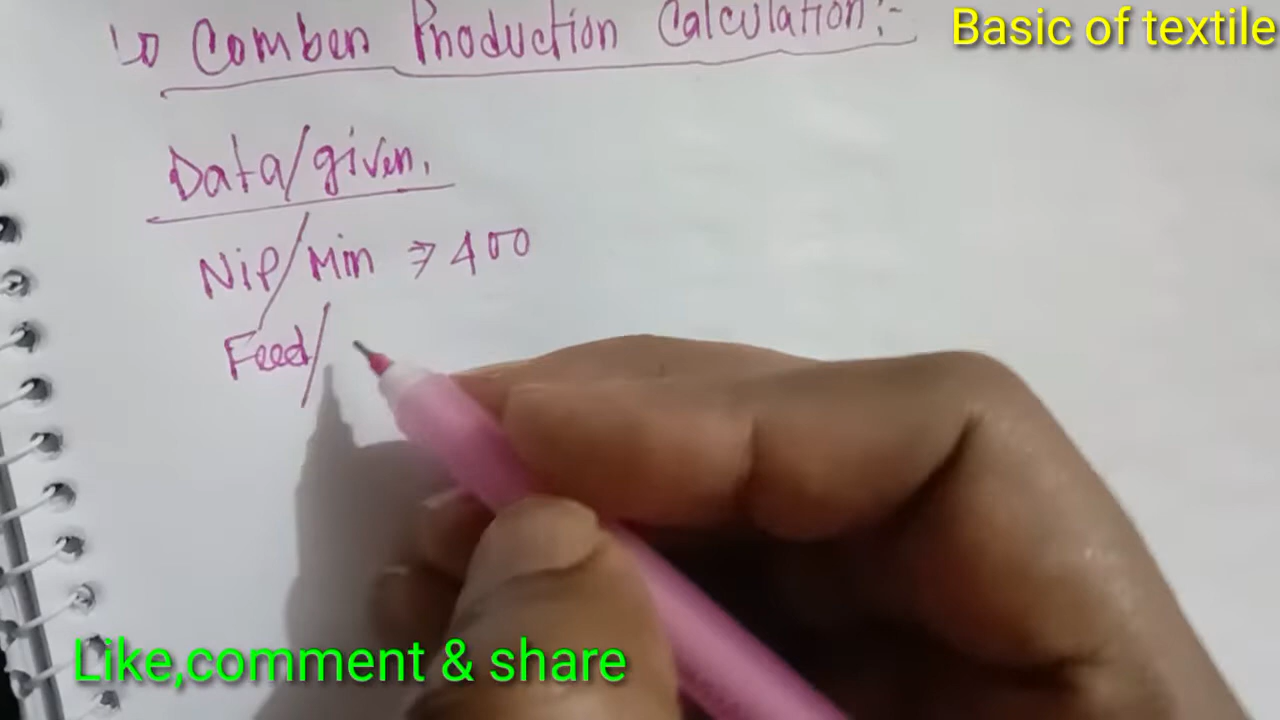 Basic of textile
Comber Production Calculation:-
Data/given.
Nip/Min ⇒ 400
Feed/
Like,comment & share